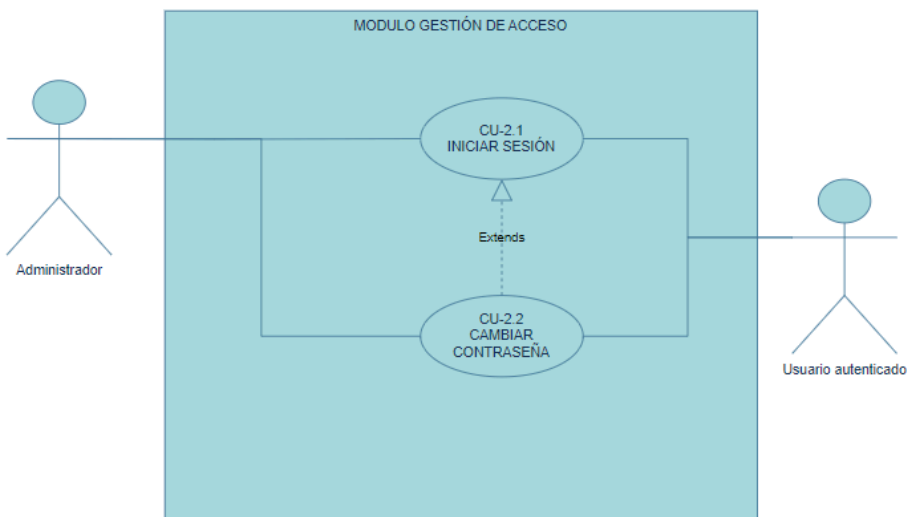 MODULO GESTIÓN DE ACCESO
CU-2.1
INICIAR SESIÓN
Extends
Administrador
CU-2.2
CAMBIAR
CONTRASEÑA
Usuario autenticado